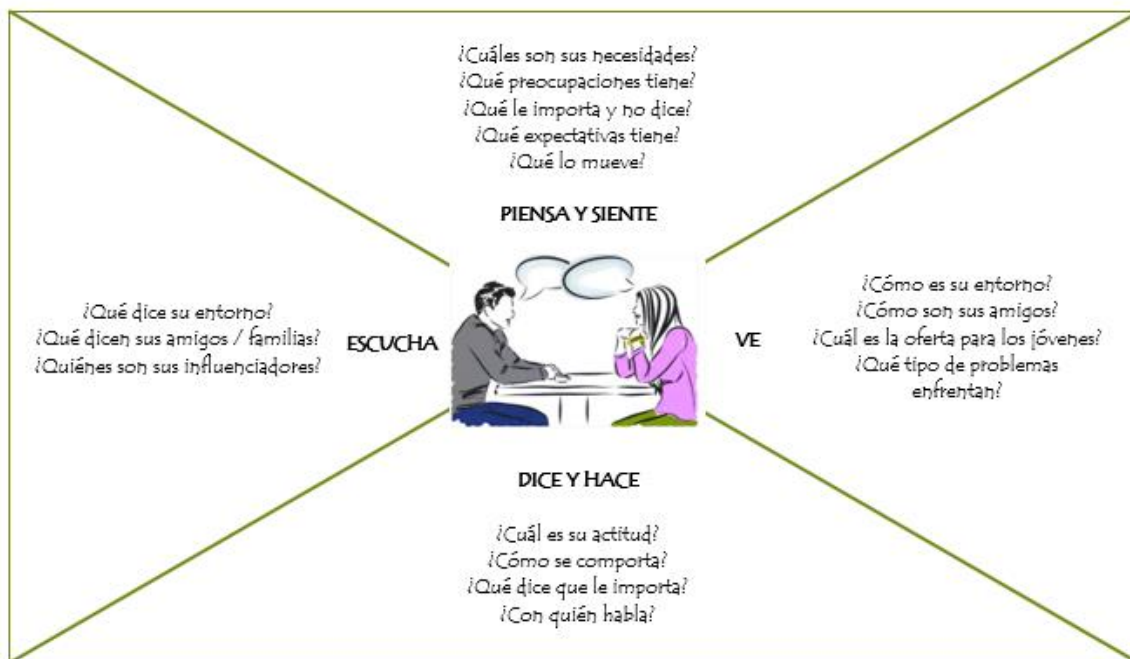 ¿Cuáles son sus necesidades?
¿Qué preocupaciones tiene?
¿Qué le importa y no dice?
¿Qué expectativas tiene?
¿Qué lo mueve?
PIENSA Y SIENTE
¿Qué dice su entorno?
¿Qué dicen sus amigos / familias?
¿Quiénes son sus influenciadores?
ESCUCHA
VE
¿Cómo es su entorno?
¿Cómo son sus amigos?
¿Cuál es la oferta para los jóvenes?
¿Qué tipo de problemas
enfrentan?
DICE Y HACE
¿Cuál es su actitud?
¿Cómo se comporta?
¿Qué dice que le importa?
¿Con quién habla?